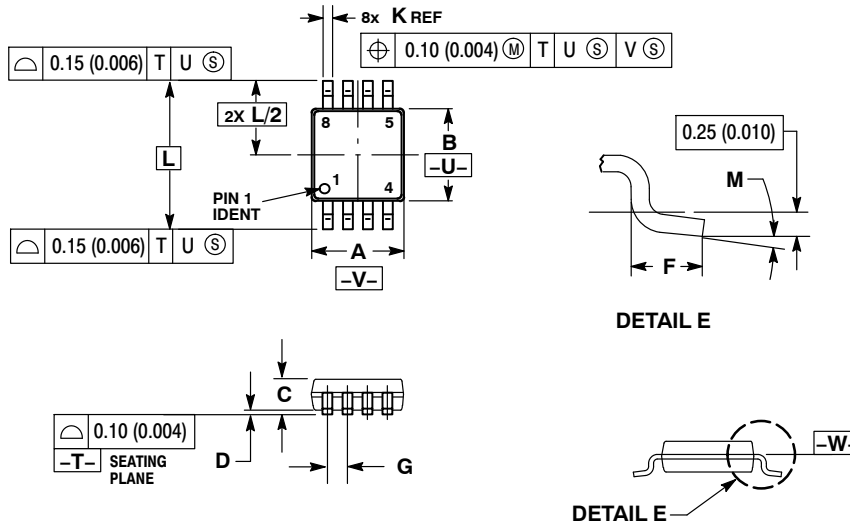 8x K REF
⌓ 0.15 (0.006) T U Ⓢ
⌖ 0.10 (0.004) Ⓜ T U Ⓢ V Ⓢ
2X L/2
8 5
B
-U-
L
0.25 (0.010)
M
PIN 1
IDENT
1 4
⌓ 0.15 (0.006) T U Ⓢ
A
-V-
F
DETAIL E
C
⌓ 0.10 (0.004)
-T- SEATING
PLANE
D
G
-W-
DETAIL E